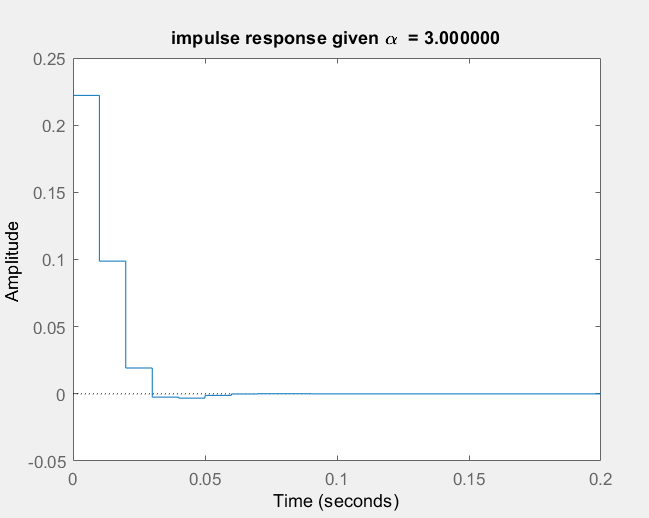 impulse response given α = 3.000000
0.25
0.2
0.15
0.1
0.05
0
-0.05
Amplitude
0 0.05 0.1 0.15 0.2
Time (seconds)